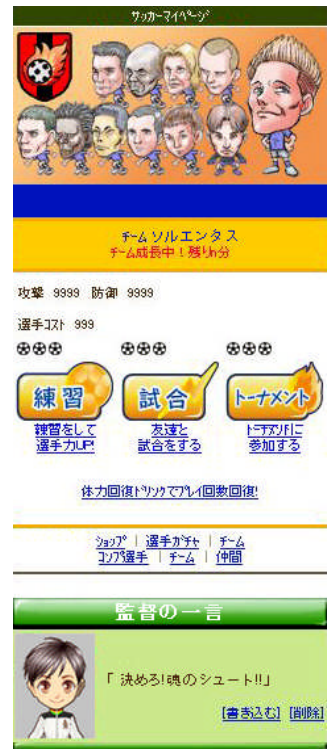 サッカーマイページ
チームソルエンタス
チーム成長中！残りn分
攻撃 9999 防御 9999
選手コスト 999
練習 試合 トーナメント
練習をして 友達と トーナメントに
選手力UP! 試合をする 参加する
体力回復ドリンクでプレイ回数回復!
ショップ | 選手ガチャ | チーム
コンプ選手 | チーム | 仲間
監督の一言
「 決めろ!魂のシュート!!」
[書き込む] [削除]